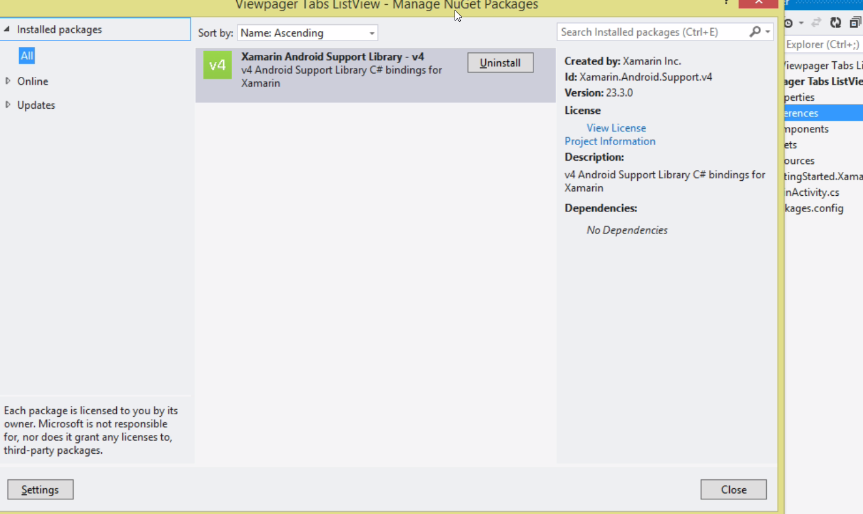 Viewpager Tabs ListView - Manage NuGet Packages
?
Installed packages
All
Online
Updates
Each package is licensed to you by its
owner. Microsoft is not responsible
for, nor does it grant any licenses to,
third-party packages.
Settings
Sort by: Name: Ascending
v4
Xamarin Android Support Library - v4
v4 Android Support Library C# bindings for
Xamarin
Uninstall
Search Installed packages (Ctrl+E)
Created by: Xamarin Inc.
Id: Xamarin.Android.Support.v4
Version: 23.3.0
License
View License
Project Information
Description:
v4 Android Support Library C# bindings for
Xamarin
Dependencies:
No Dependencies
Close
Explorer (Ctrl+;)
iewpager Tabs Li
ager Tabs ListVie
perties
erences
mponents
ets
ources
tingStarted.Xama
nActivity.cs
kages.config